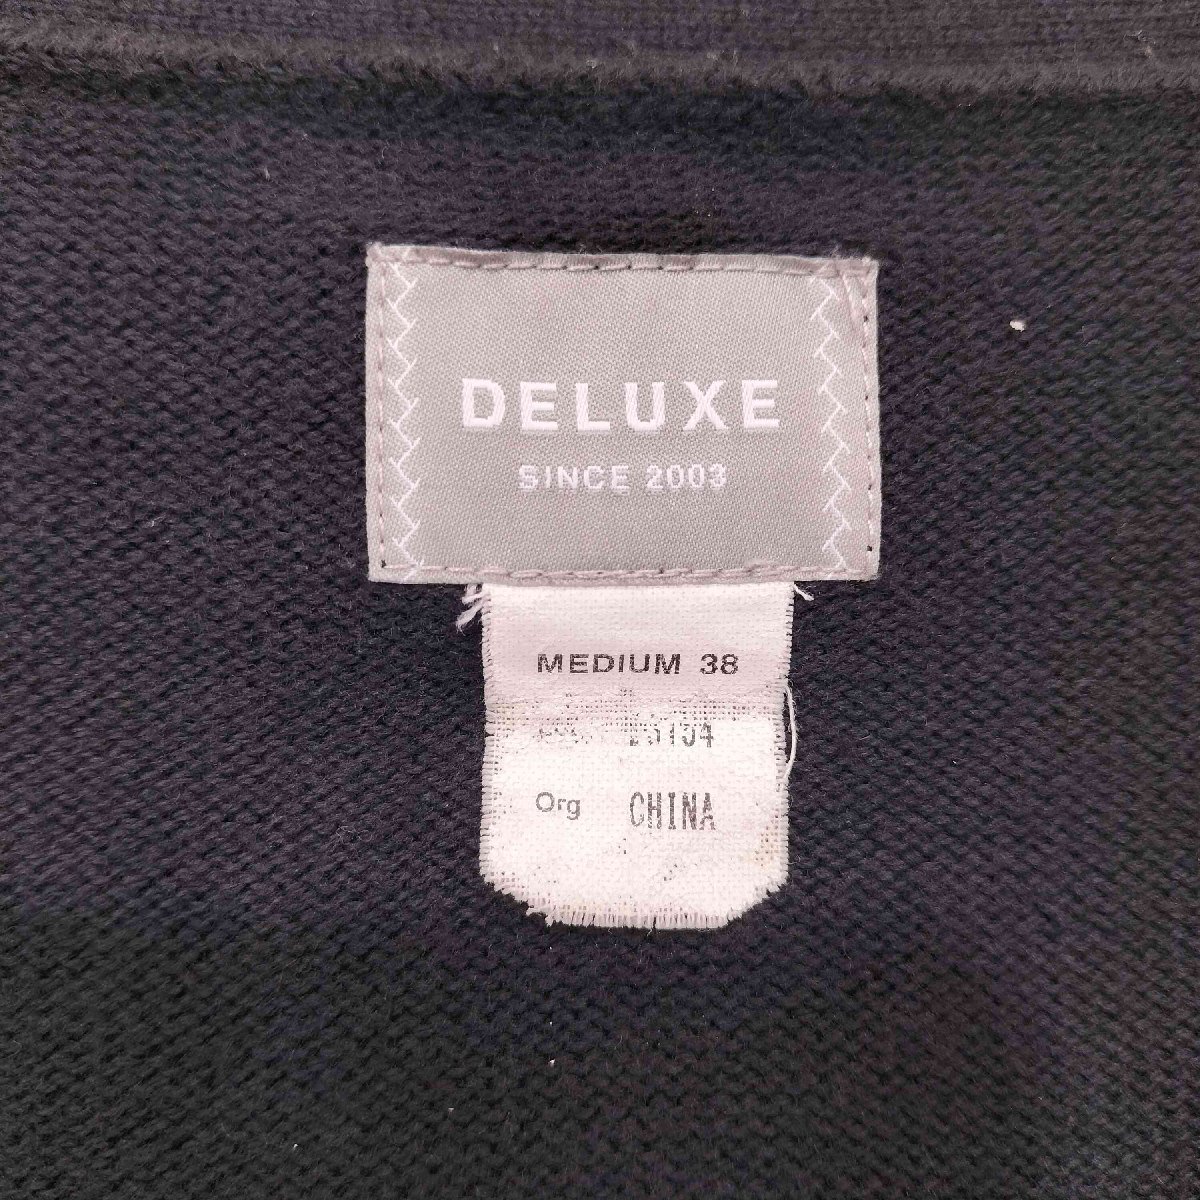 DELUXE
SINCE 2003
MEDIUM 38
Org CHINA